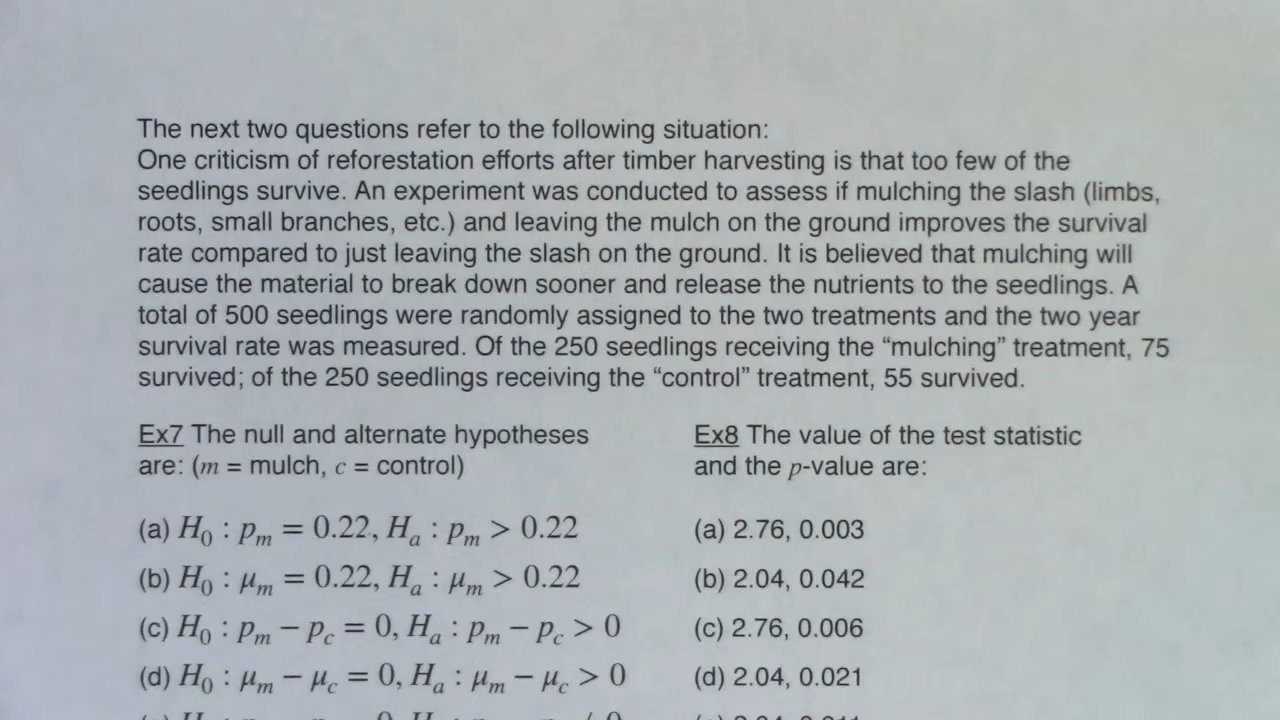 The next two questions refer to the following situation:
One criticism of reforestation efforts after timber harvesting is that too few of the
seedlings survive. An experiment was conducted to assess if mulching the slash (limbs,
roots, small branches, etc.) and leaving the mulch on the ground improves the survival
rate compared to just leaving the slash on the ground. It is believed that mulching will
cause the material to break down sooner and release the nutrients to the seedlings. A
total of 500 seedlings were randomly assigned to the two treatments and the two year
survival rate was measured. Of the 250 seedlings receiving the “mulching” treatment, 75
survived; of the 250 seedlings receiving the “control” treatment, 55 survived.
Ex7 The null and alternate hypotheses
are: (m = mulch, c = control)
(a) H₀ : pₘ = 0.22, Hₐ : pₘ > 0.22
(b) H₀ : μₘ = 0.22, Hₐ : μₘ > 0.22
(c) H₀ : pₘ − p_c = 0, Hₐ : pₘ − p_c > 0
(d) H₀ : μₘ − μ_c = 0, Hₐ : μₘ − μ_c > 0
Ex8 The value of the test statistic
and the p-value are:
(a) 2.76, 0.003
(b) 2.04, 0.042
(c) 2.76, 0.006
(d) 2.04, 0.021